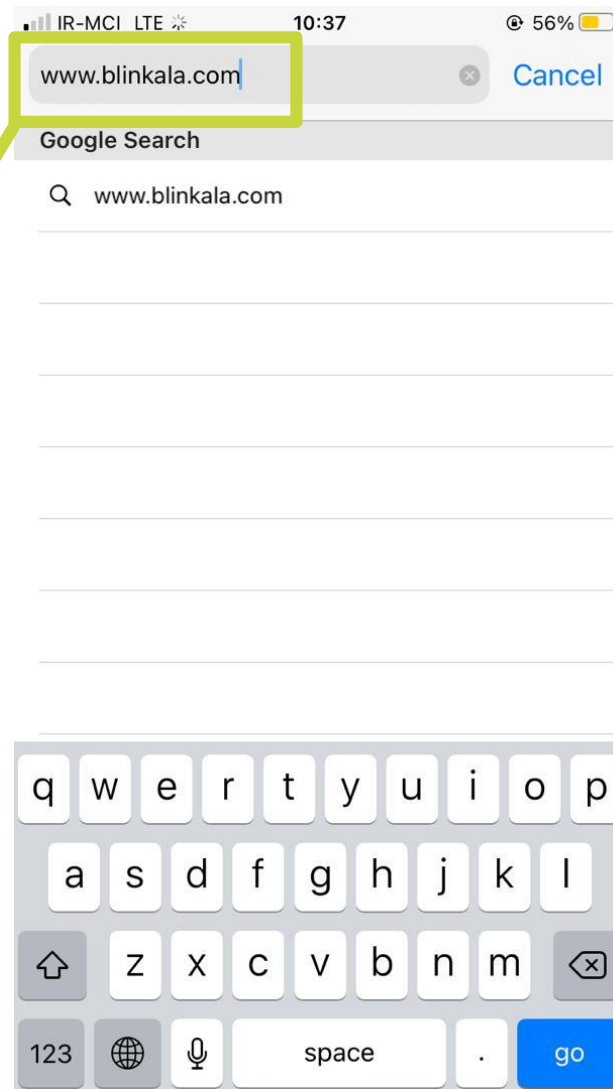 IR-MCI LTE 10:37 56%
www.blinkala.com Cancel
Google Search
www.blinkala.com
q w e r t y u i o p
a s d f g h j k l
z x c v b n m
123 space . go